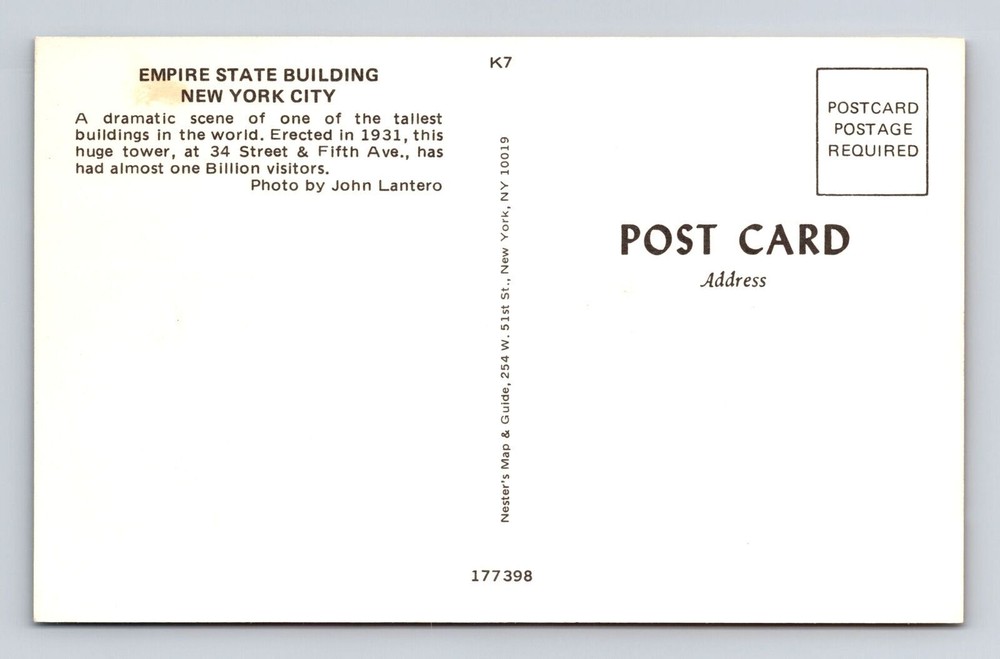 EMPIRE STATE BUILDING
NEW YORK CITY
A dramatic scene of one of the tallest
buildings in the world. Erected in 1931, this
huge tower, at 34 Street & Fifth Ave., has
had almost one Billion visitors.
Photo by John Lantero
K7
Nester's Map & Guide, 254 W. 51st St., New York, NY 10019
177398
POSTCARD
POSTAGE
REQUIRED
POST CARD
Address